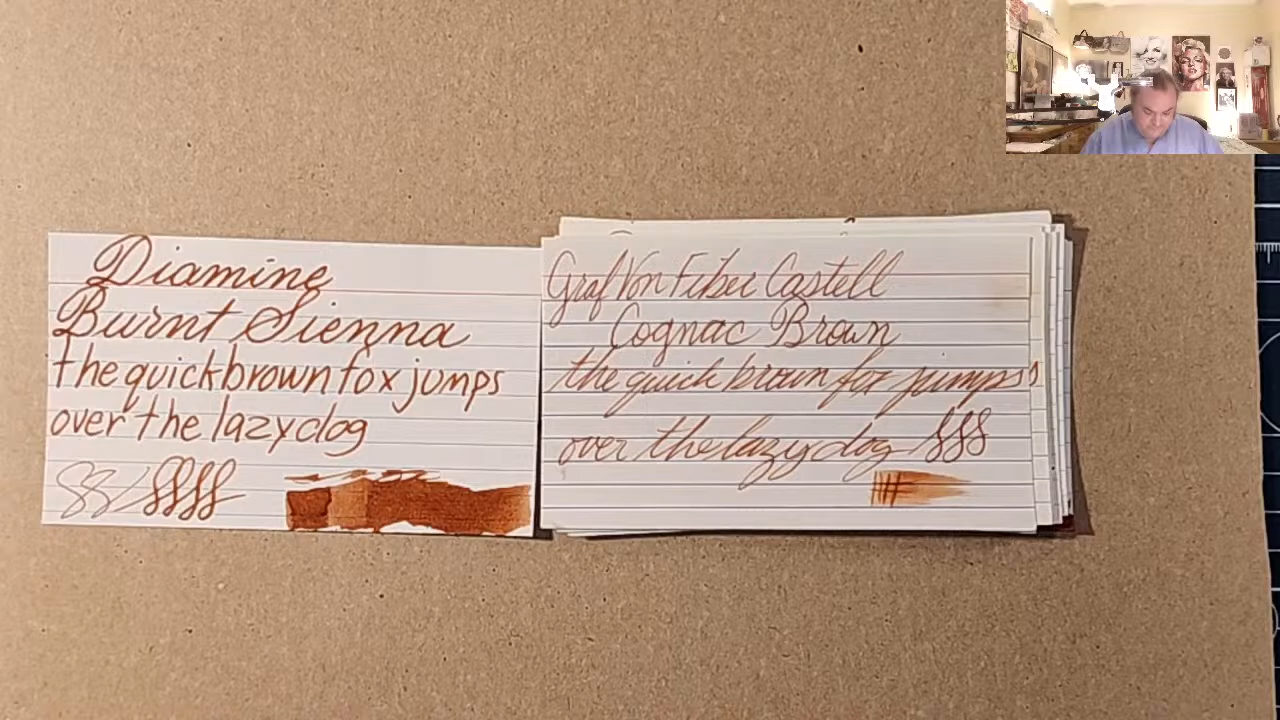 Diamine
Burnt Sienna
the quick brown fox jumps
over the lazy dog
Graf Von Fiber Castell
Cognac Brown
the quick brown fox jumps
over the lazy dog